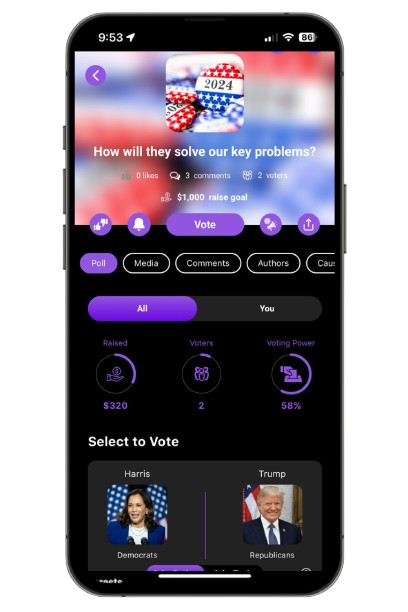 9:53 86
2024
How will they solve our key problems?
0 likes 3 comments 2 voters
$1,000 raise goal
Vote
Poll Media Comments Authors Cau
All You
Raised Voters Voting Power
$320 2 58%
Select to Vote
Harris Trump
Democrats Republicans